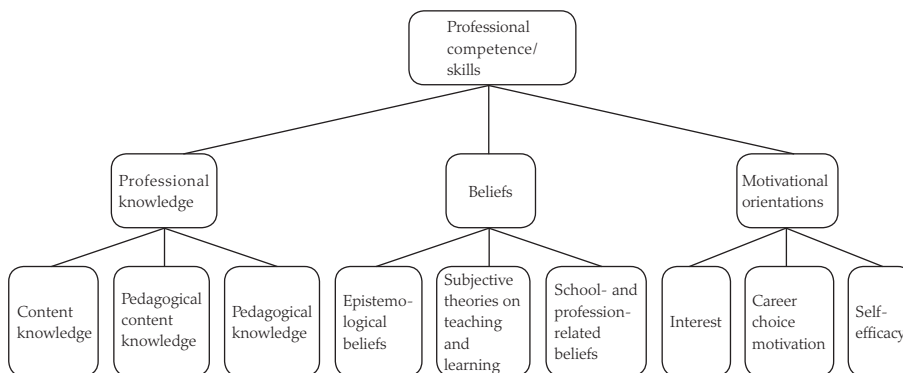 Professional
competence/
skills
Professional
knowledge
Beliefs
Motivational
orientations
Content
knowledge
Pedagogical
content
knowledge
Pedagogical
knowledge
Epistemo-
logical
beliefs
Subjective
theories on
teaching
and
learning
School- and
profession-
related
beliefs
Interest
Career
choice
motivation
Self-
efficacy